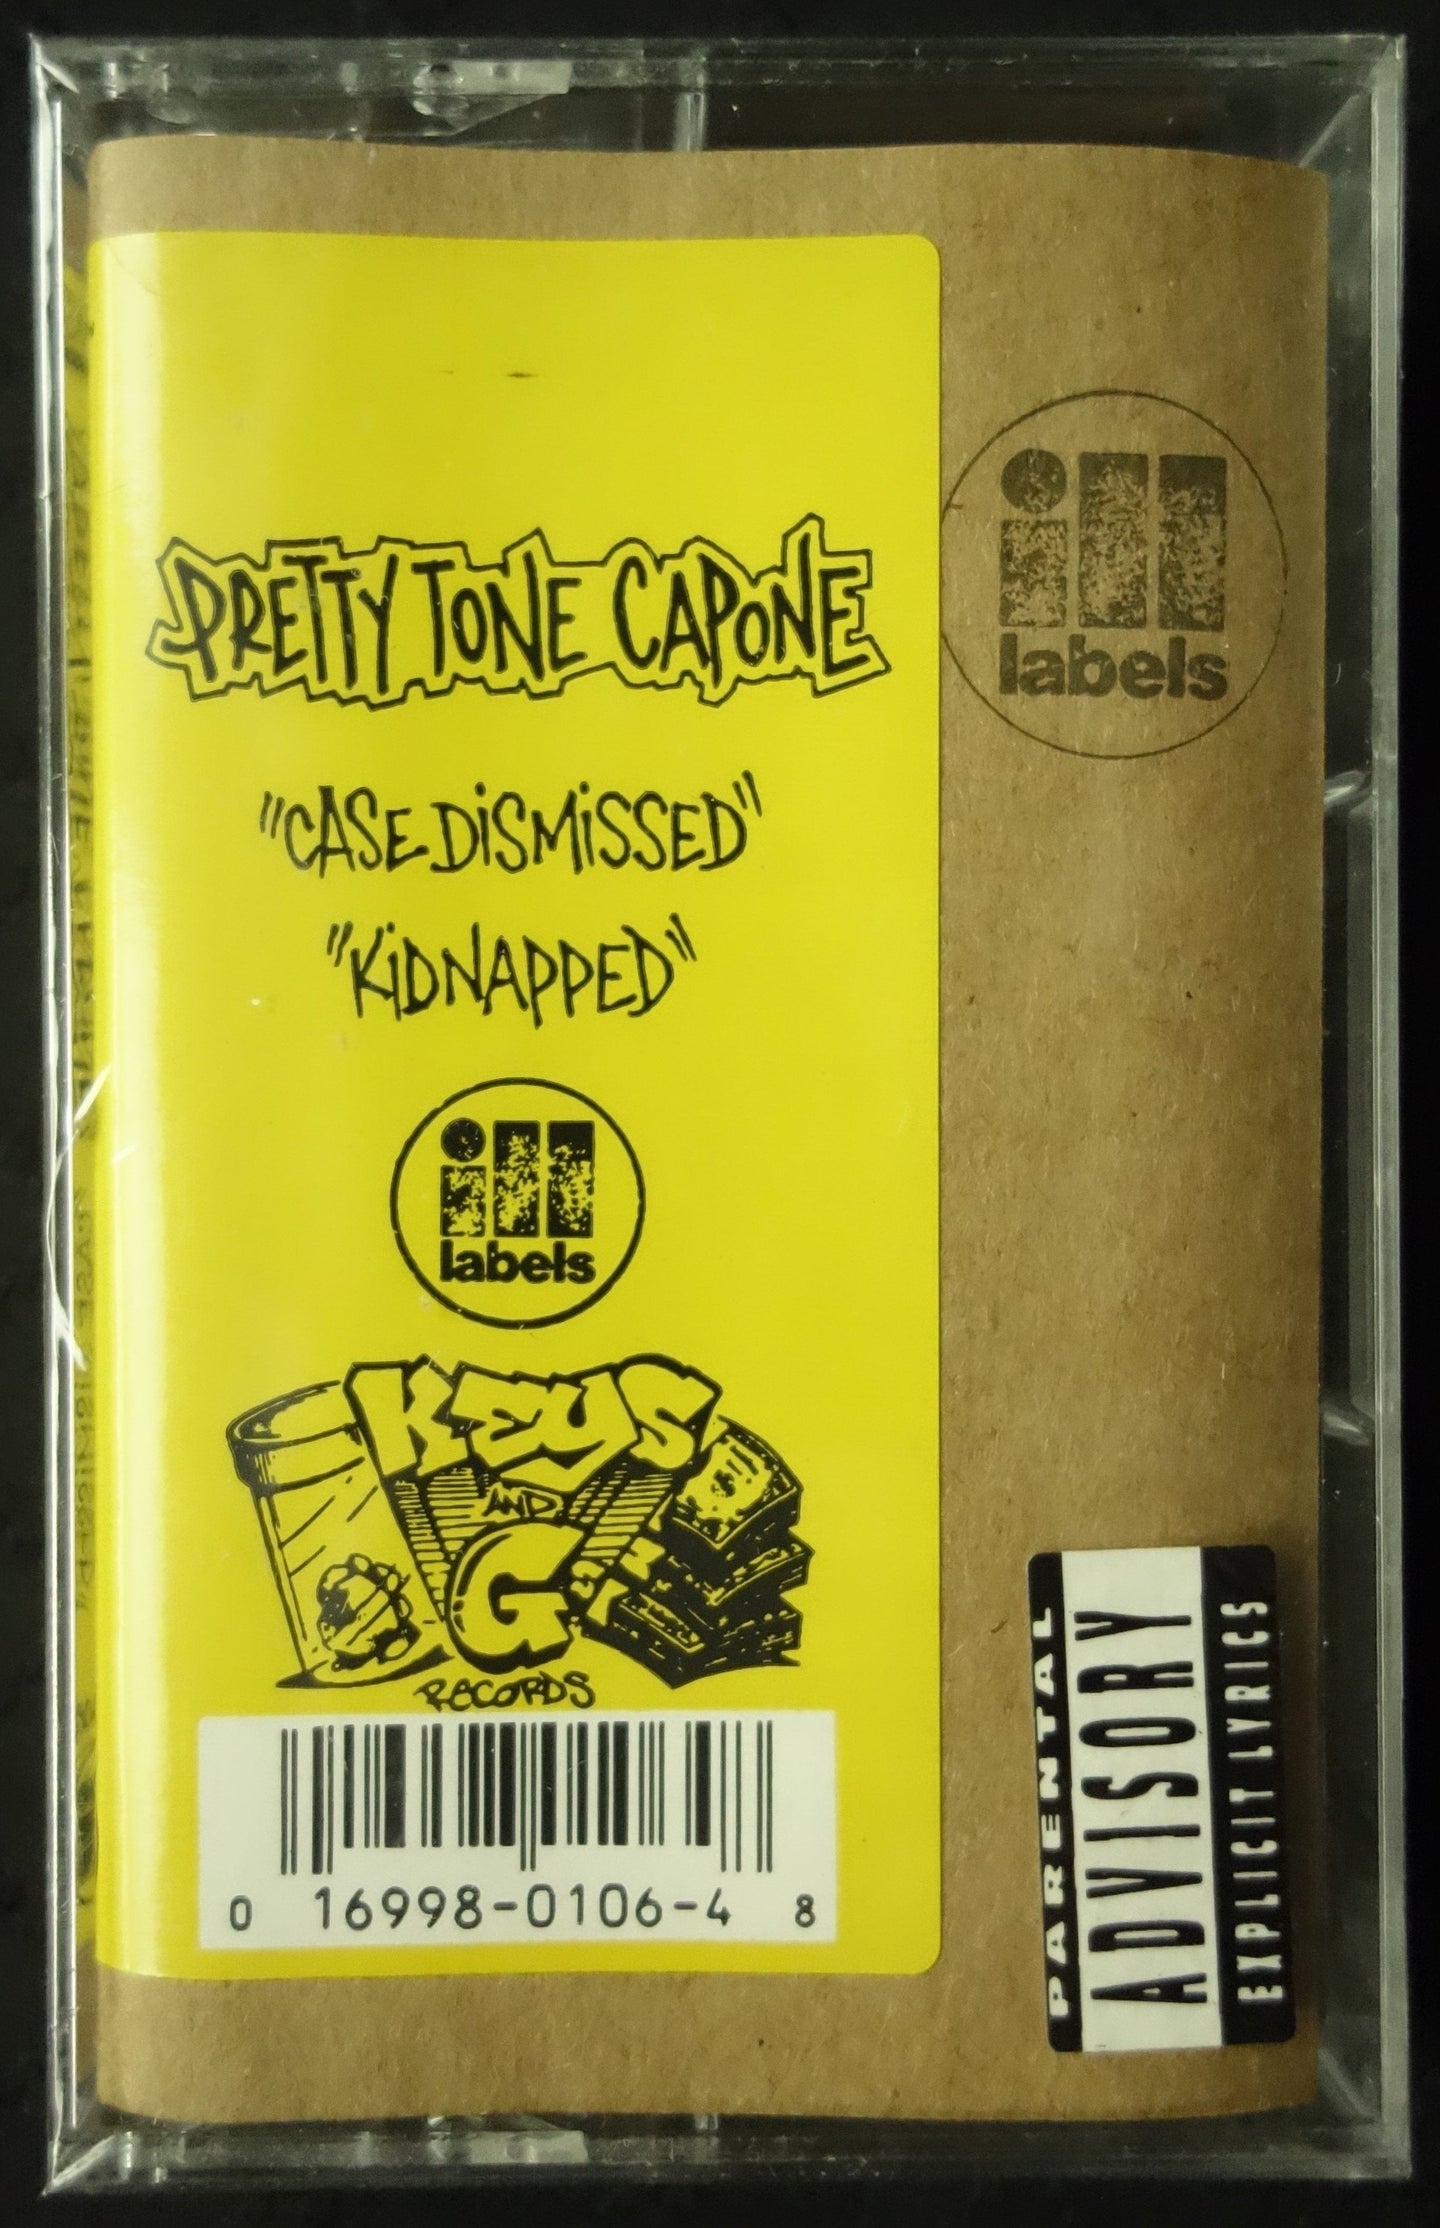 PRETTY TONE CAPONE
"CASE DiSMiSSED"
"KiDNAPPED"
ill
labels
KEYS
AND
G
RECORDS
0 16998-0106-4 8
ill
labels
PARENTAL
ADVISORY
EXPLICIT LYRICS